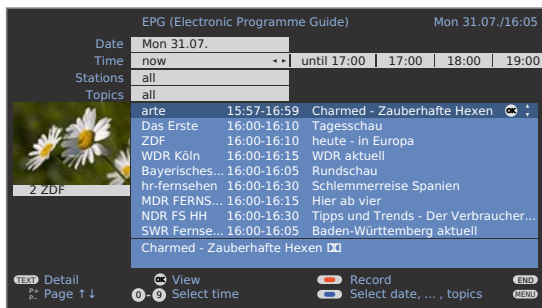 EPG (Electronic Programme Guide) Mon 31.07./16:05
Date Mon 31.07.
Time now until 17:00 17:00 18:00 19:00
Stations all
Topics all
arte 15:57-16:59 Charmed - Zauberhafte Hexen OK
Das Erste 16:00-16:10 Tagesschau
ZDF 16:00-16:10 heute - in Europa
WDR Köln 16:00-16:15 WDR aktuell
Bayerisches... 16:00-16:05 Rundschau
2 ZDF
hr-fernsehen 16:00-16:30 Schlemmerreise Spanien
MDR FERNS... 16:00-16:15 Hier ab vier
NDR FS HH 16:00-16:30 Tipps und Trends - Der Verbraucher...
SWR Fernse... 16:00-16:05 Baden-Württemberg aktuell
Charmed - Zauberhafte Hexen
TEXT Detail OK View Record END
P+ P- Page ↑↓ 0-9 Select time Select date, ... , topics MENU